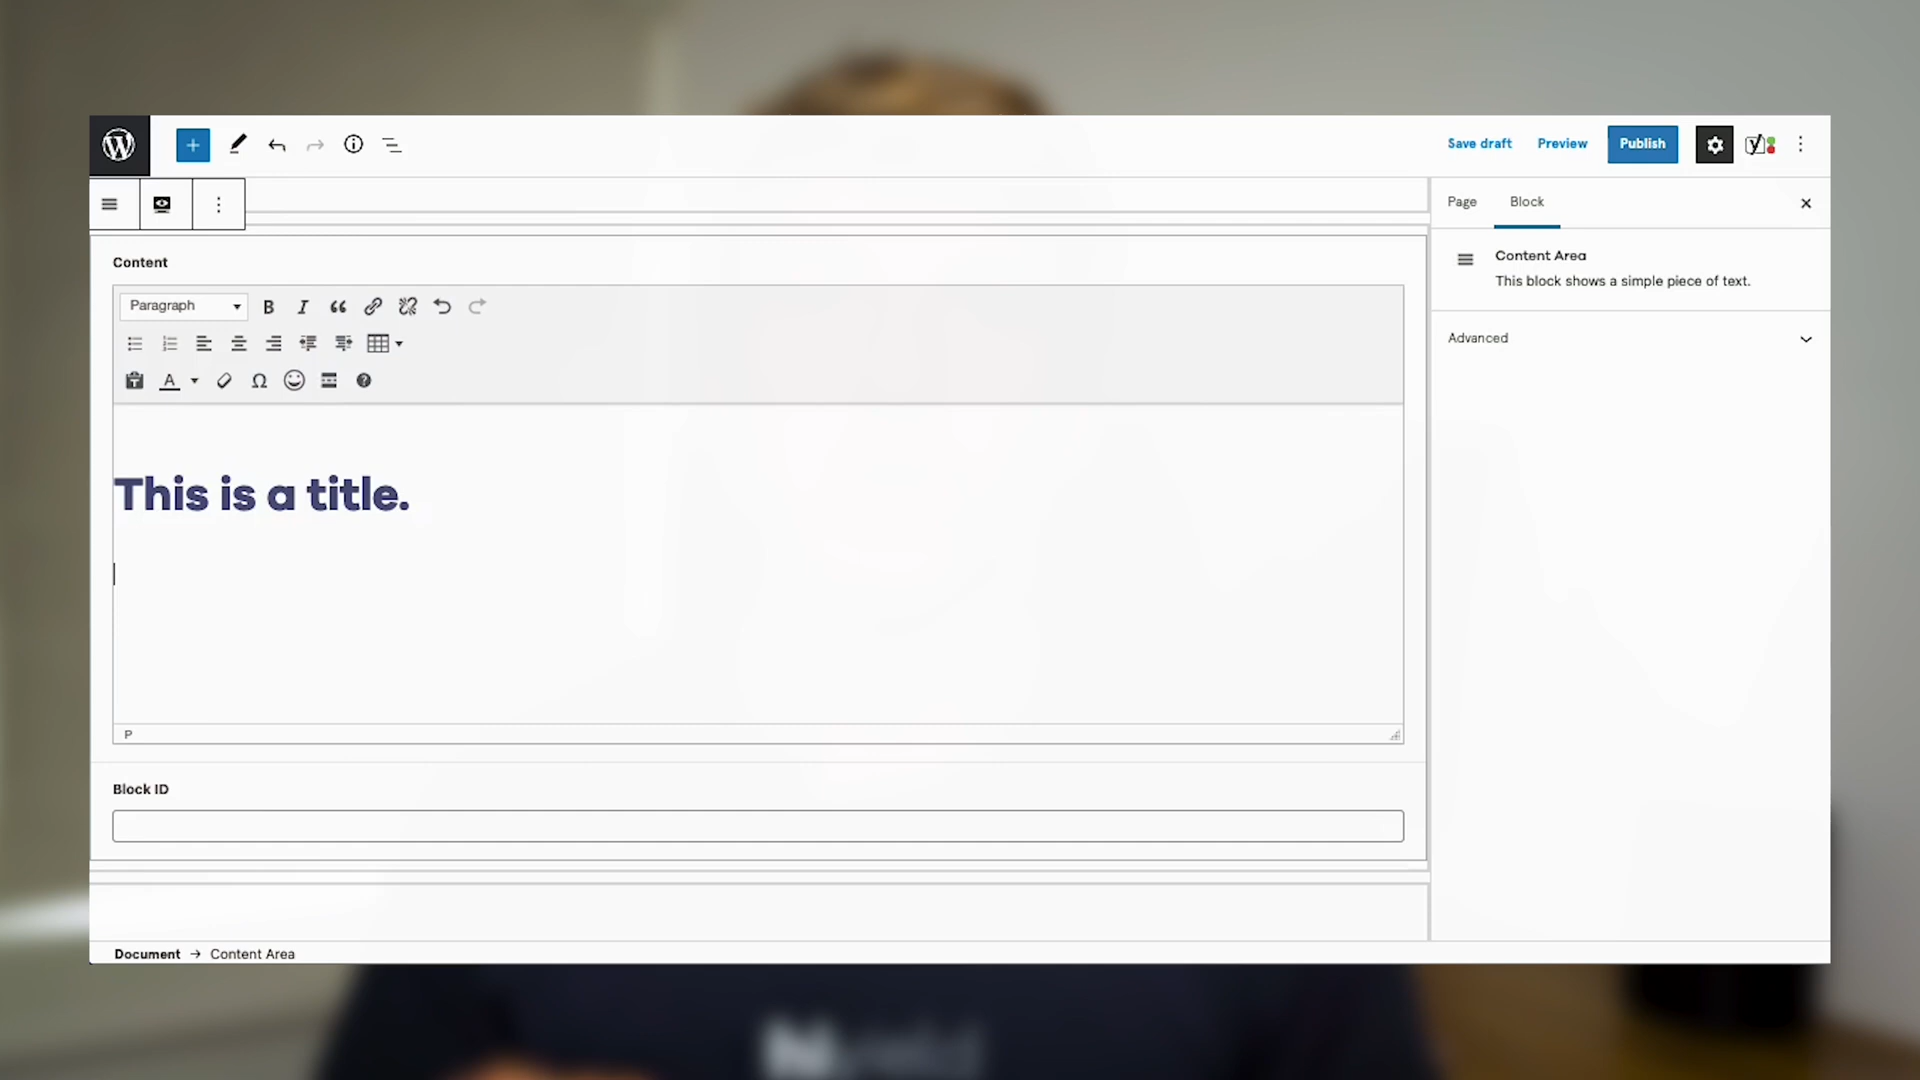 Save draft
Preview
Publish
Page
Block
Content Area
This block shows a simple piece of text.
Advanced
Content
Paragraph
This is a title.
P
Block ID
Document → Content Area